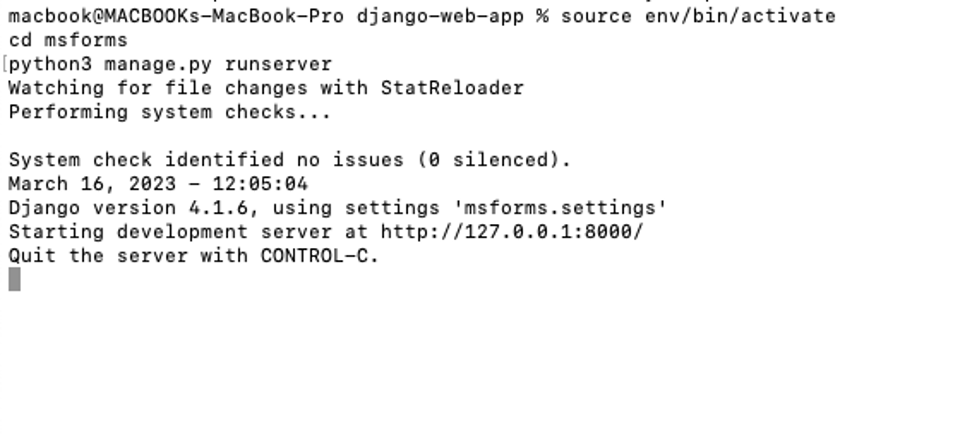 macbook@MACBOOKs-MacBook-Pro django-web-app % source env/bin/activate
cd msforms
[python3 manage.py runserver
Watching for file changes with StatReloader
Performing system checks...
System check identified no issues (0 silenced).
March 16, 2023 - 12:05:04
Django version 4.1.6, using settings 'msforms.settings'
Starting development server at http://127.0.0.1:8000/
Quit the server with CONTROL-C.